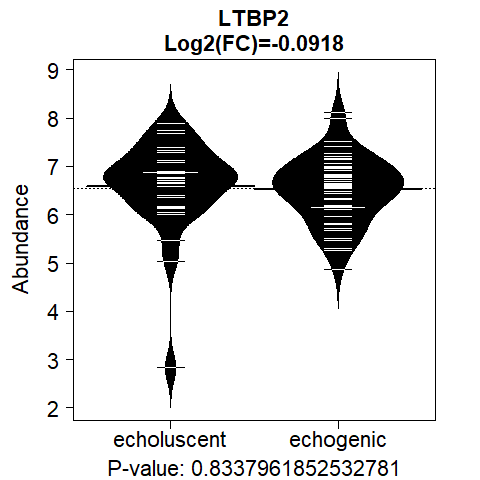 LTBP2
Log2(FC)=-0.0918
Abundance
9
8
7
6
5
4
3
2
echoluscent echogenic
P-value: 0.8337961852532781